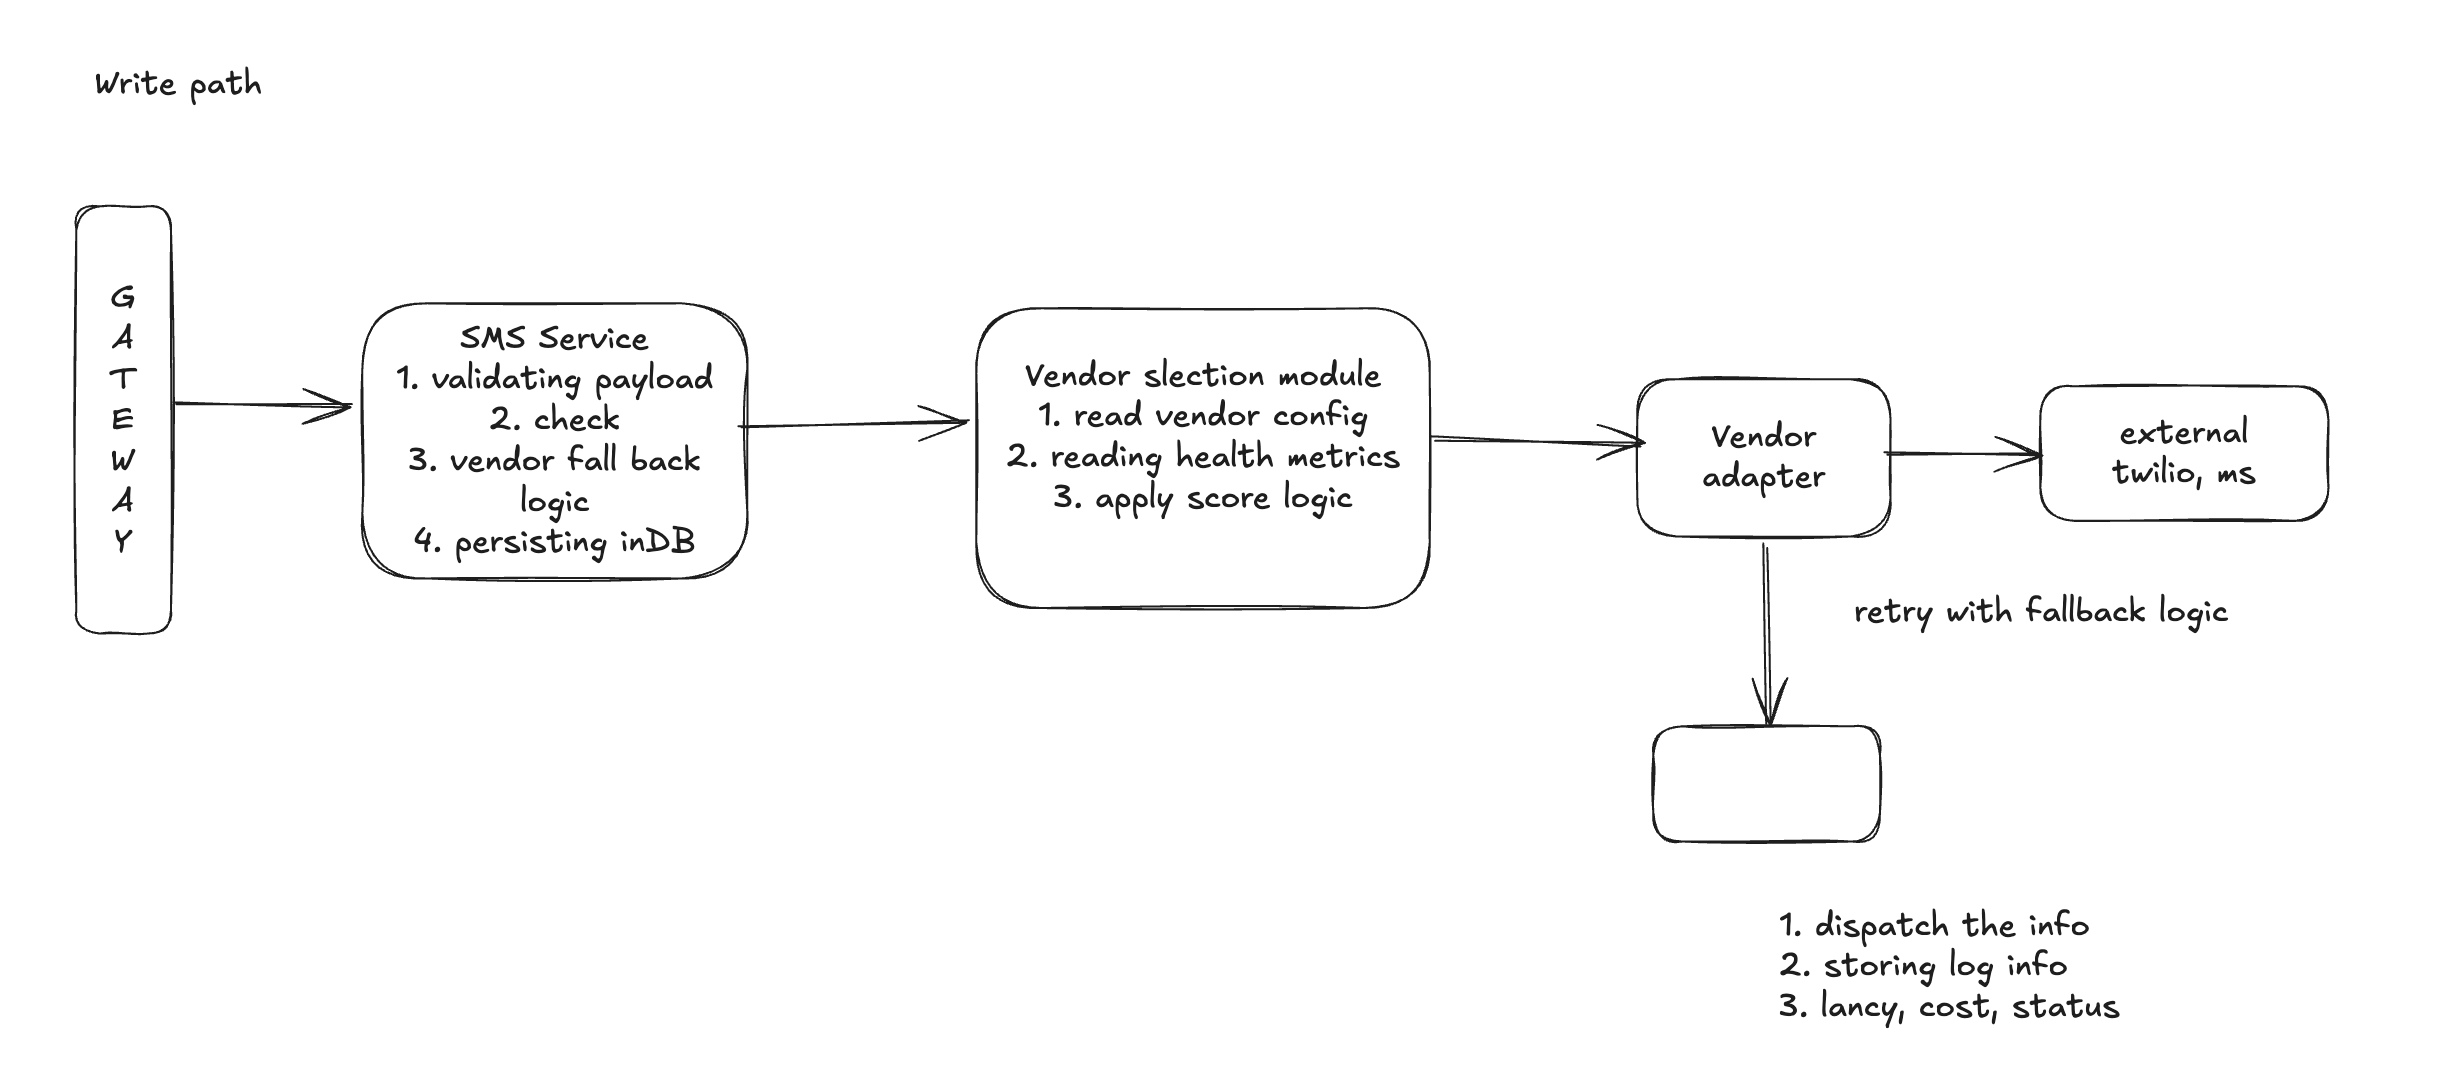 Write path
G
A
T
E
W
A
Y
SMS Service
1. validating payload
2. check
3. vendor fall back
logic
4. persisting inDB
Vendor slection module
1. read vendor config
2. reading health metrics
3. apply score logic
Vendor
adapter
external
twilio, ms
retry with fallback logic
1. dispatch the info
2. storing log info
3. lancy, cost, status